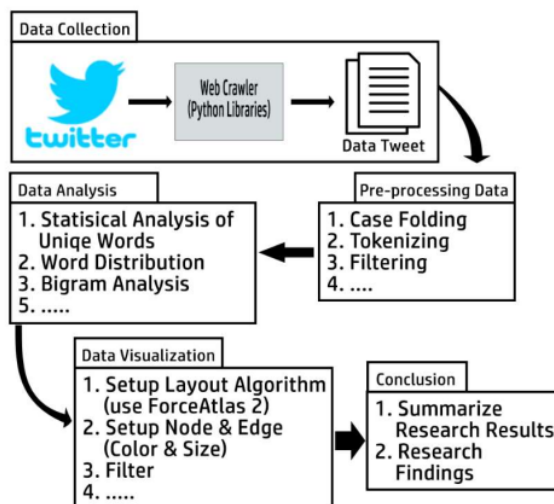 Data Collection
twitter
Web Crawler
(Python Libraries)
Data Tweet
Pre-processing Data
1. Case Folding
2. Tokenizing
3. Filtering
4. ....
Data Analysis
1. Statisical Analysis of
Uniqe Words
2. Word Distribution
3. Bigram Analysis
5. .....
Data Visualization
1. Setup Layout Algorithm
(use ForceAtlas 2)
2. Setup Node & Edge
(Color & Size)
3. Filter
4. .....
Conclusion
1. Summarize
Research Results
2. Research
Findings